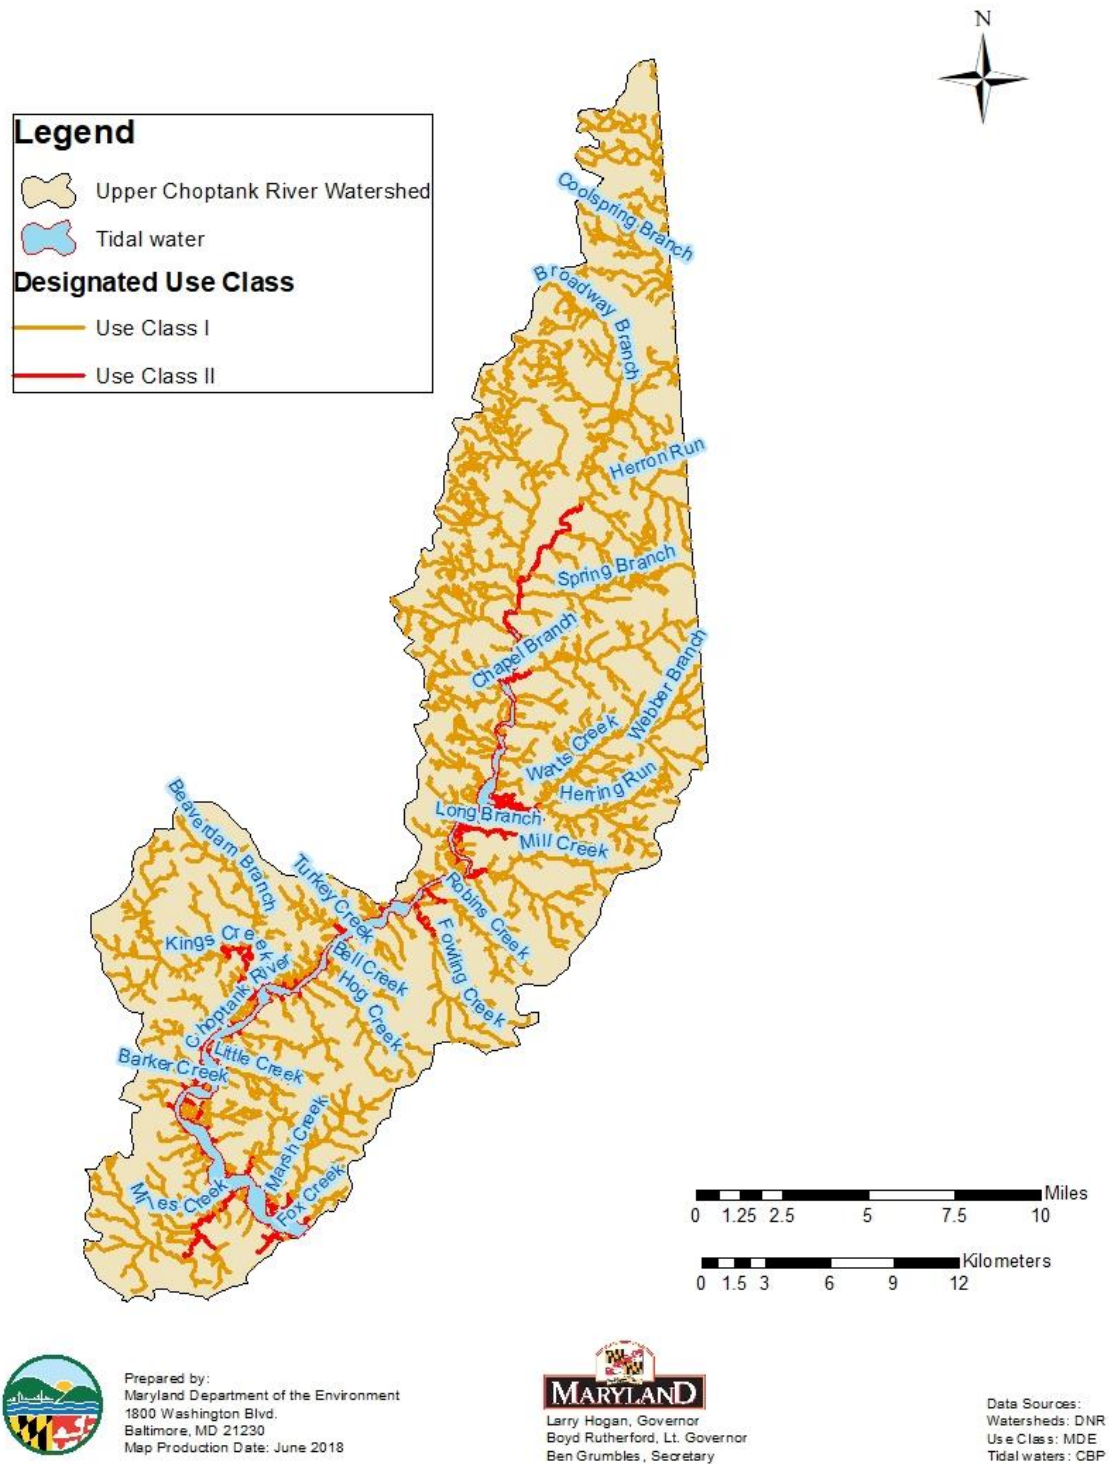 N
Legend
Upper Choptank River Watershed
Tidal water
Designated Use Class
Use Class I
Use Class II
Coolspring Branch
Broadway Branch
Herron Run
Spring Branch
Chapel Branch
Webber Branch
Watts Creek
Herring Run
Long Branch
Mill Creek
Beaverdam Branch
Turkey Creek
Robins Creek
Kings Creek
Fowling Creek
Bell Creek
Choptank River
Hog Creek
Little Creek
Barker Creek
Marsh Creek
Miles Creek
Fox Creek
Miles
0 1.25 2.5 5 7.5 10
Kilometers
0 1.5 3 6 9 12
Prepared by:
Maryland Department of the Environment
1800 Washington Blvd.
Baltimore, MD 21230
Map Production Date: June 2018
MARYLAND
Larry Hogan, Governor
Boyd Rutherford, Lt. Governor
Ben Grumbles, Secretary
Data Sources:
Watersheds: DNR
Use Class: MDE
Tidal waters: CBP